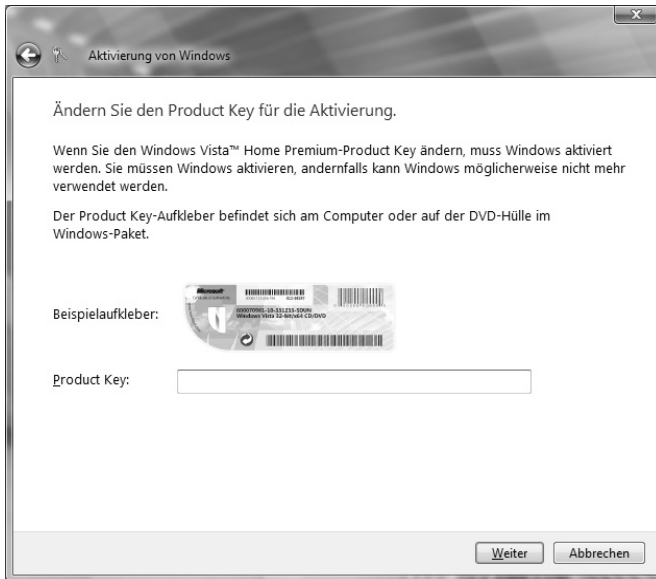 Aktivierung von Windows
Ändern Sie den Product Key für die Aktivierung.
Wenn Sie den Windows Vista™ Home Premium-Product Key ändern, muss Windows aktiviert
werden. Sie müssen Windows aktivieren, andernfalls kann Windows möglicherweise nicht mehr
verwendet werden.
Der Product Key-Aufkleber befindet sich am Computer oder auf der DVD-Hülle im
Windows-Paket.
Beispielaufkleber:
Microsoft
Windows Vista 32-bit/x64 CD/DVD
Product Key:
Weiter
Abbrechen